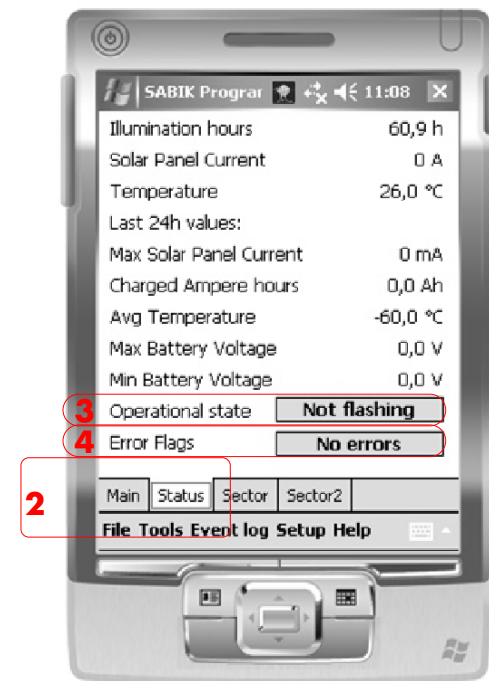 SABIK Prograr 11:08
Illumination hours 60,9 h
Solar Panel Current 0 A
Temperature 26,0 °C
Last 24h values:
Max Solar Panel Current 0 mA
Charged Ampere hours 0,0 Ah
Avg Temperature -60,0 °C
Max Battery Voltage 0,0 V
Min Battery Voltage 0,0 V
3 Operational state Not flashing
4 Error Flags No errors
2 Main Status Sector Sector2
File Tools Event log Setup Help